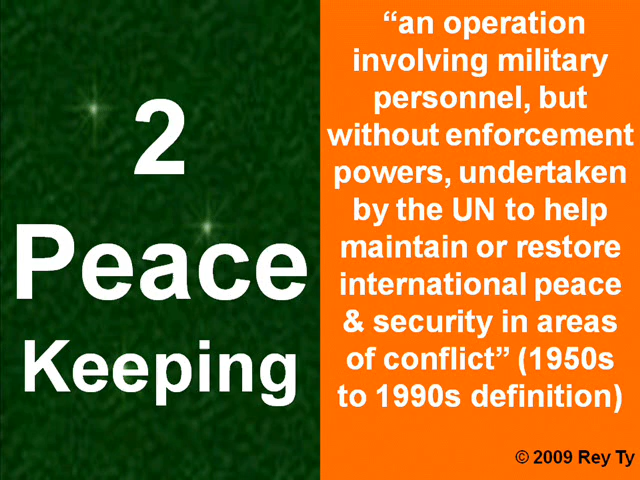 2
Peace
Keeping
“an operation
involving military
personnel, but
without enforcement
powers, undertaken
by the UN to help
maintain or restore
international peace
& security in areas
of conflict” (1950s
to 1990s definition)
© 2009 Rey Ty